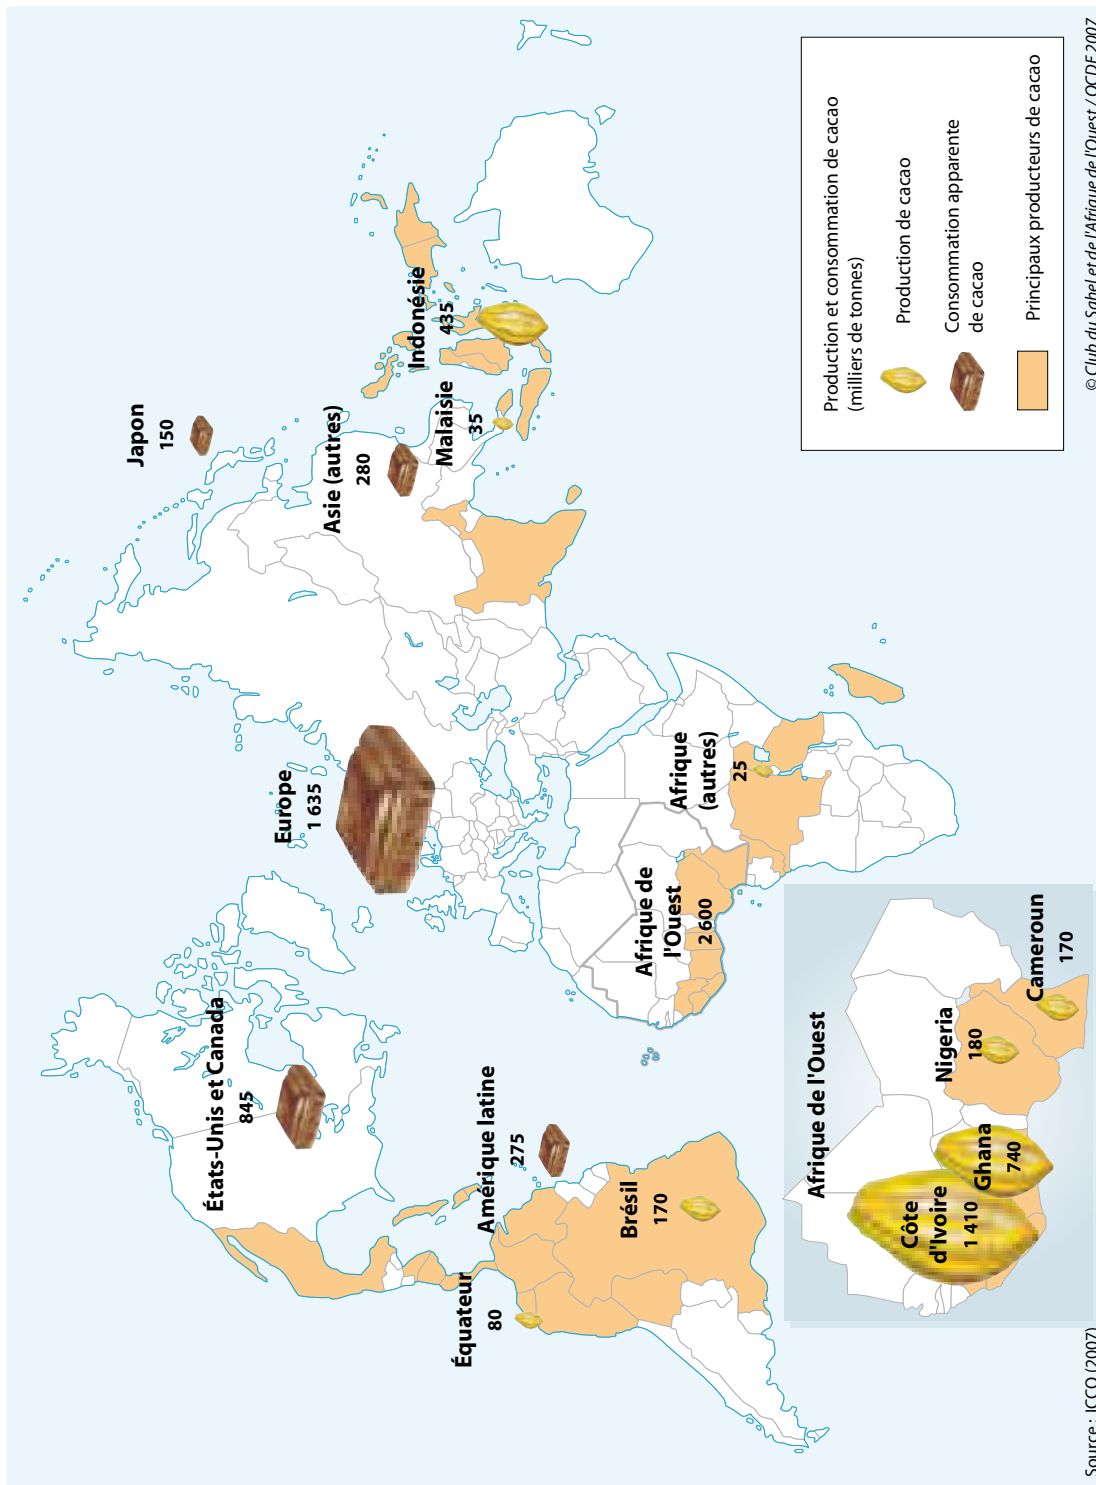 États-Unis et Canada
845
Europe
1 635
Japon
150
Asie (autres)
280
Indonésie
435
Malaisie
35
Amérique latine
275
Équateur
80
Brésil
170
Afrique de
l'Ouest
2 600
Afrique
(autres)
25
Afrique de l'Ouest
Côte
d'Ivoire
1 410
Ghana
740
Nigeria
180
Cameroun
170
Production et consommation de cacao
(milliers de tonnes)
Production de cacao
Consommation apparente
de cacao
Principaux producteurs de cacao
Source : ICCO (2007)
© Club du Sahel et de l'Afrique de l'Ouest / OCDE 2007